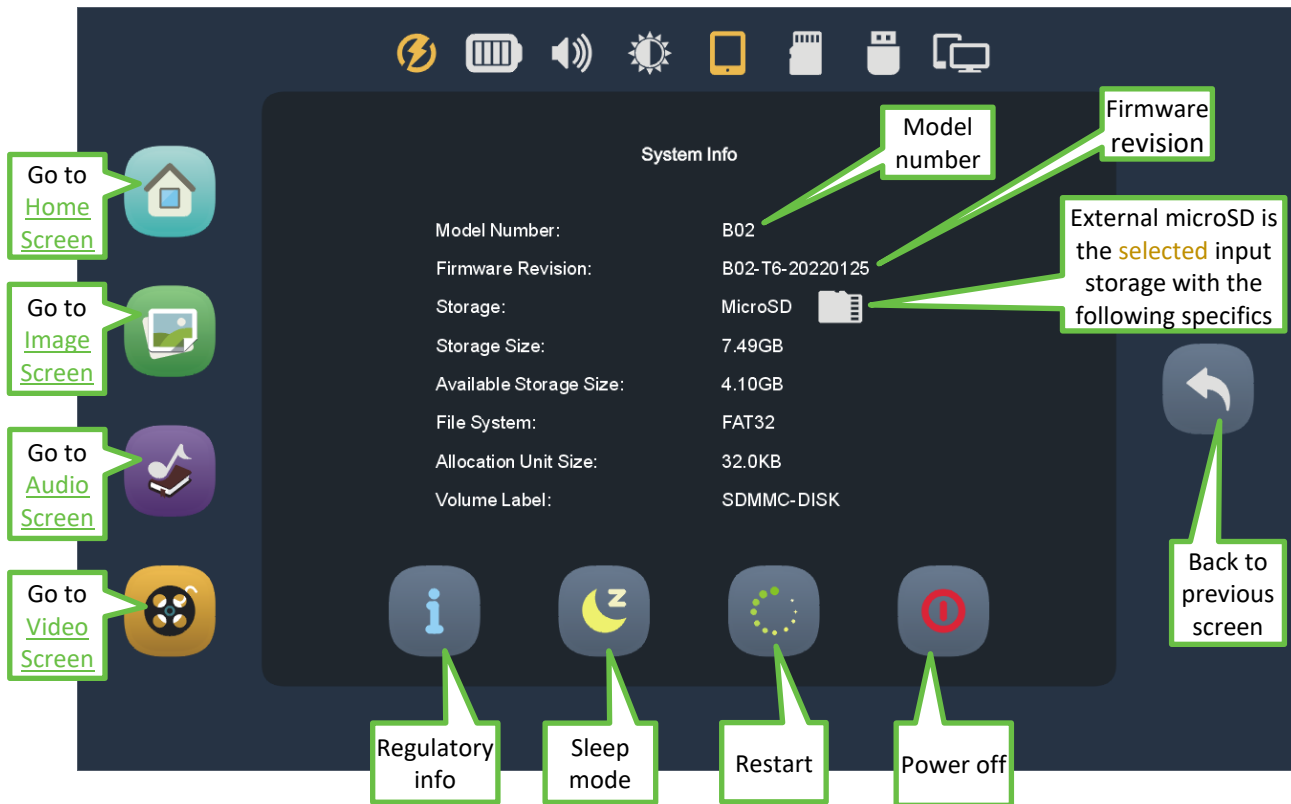 Firmware
revision
Model
number
System Info
Go to
Home
Screen
Model Number: B02
External microSD is
the selected input
storage with the
following specifics
Firmware Revision: B02-T6-20220125
Storage: MicroSD
Go to
Image
Screen
Storage Size: 7.49GB
Available Storage Size: 4.10GB
File System: FAT32
Go to
Audio
Screen
Allocation Unit Size: 32.0KB
Volume Label: SDMMC-DISK
Go to
Video
Screen
z
Back to
previous
screen
Regulatory
info
Sleep
mode
Restart
Power off